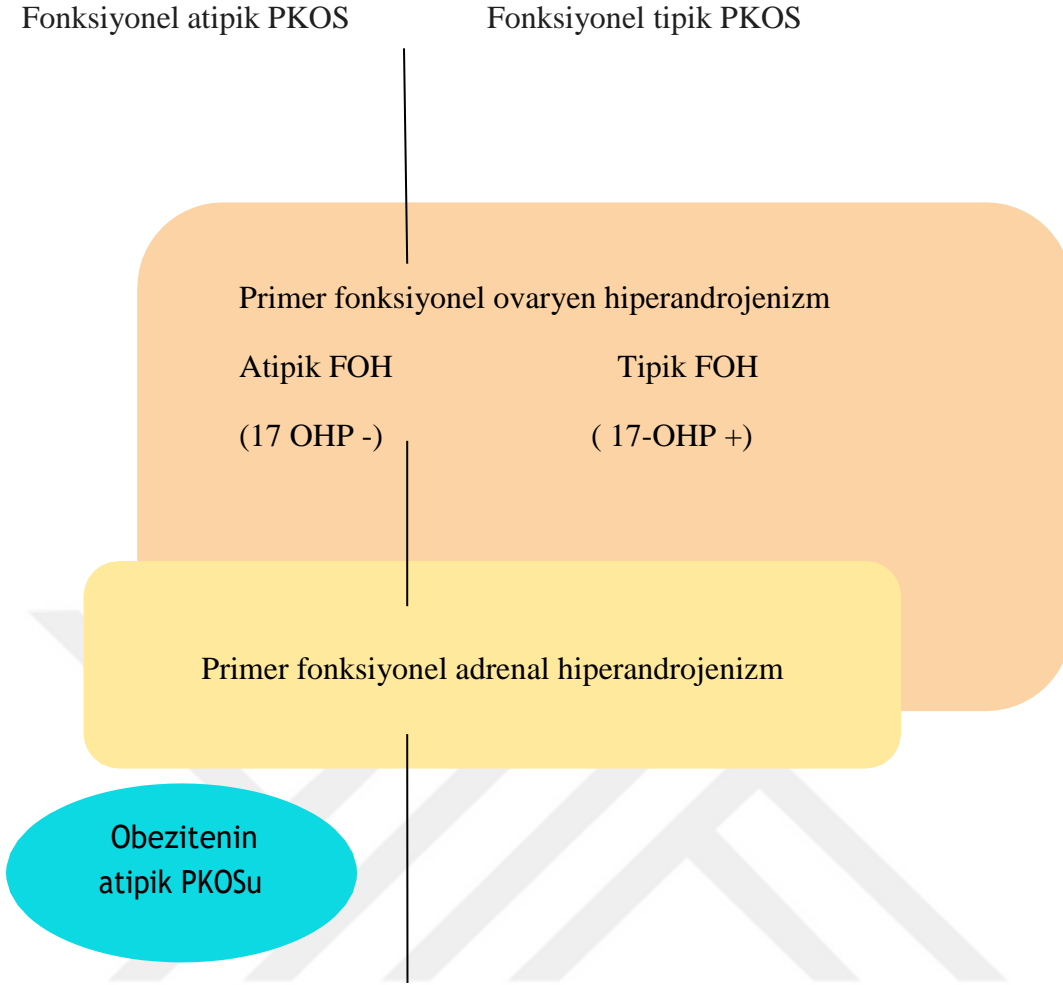 Fonksiyonel atipik PKOS Fonksiyonel tipik PKOS
Primer fonksiyonel ovaryen hiperandrojenizm
Atipik FOH Tipik FOH
(17 OHP -) ( 17-OHP +)
Primer fonksiyonel adrenal hiperandrojenizm
Obezitenin
atipik PKOSu